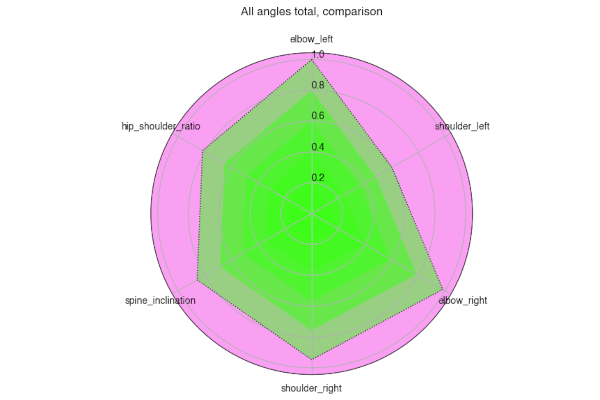 All angles total, comparison
elbow_left
1.0
0.8
0.6
0.4
0.2
hip_shoulder_ratio
shoulder_left
spine_inclination
elbow_right
shoulder_right